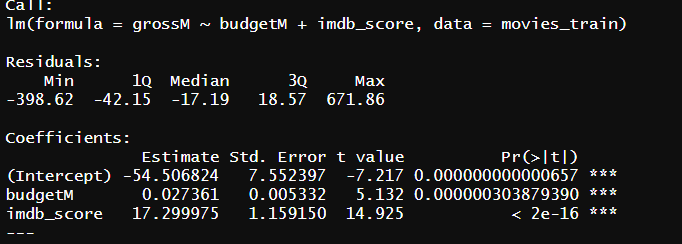 Call:
lm(formula = grossM ~ budgetM + imdb_score, data = movies_train)
Residuals:
Min 1Q Median 3Q Max
-398.62 -42.15 -17.19 18.57 671.86
Coefficients:
Estimate Std. Error t value Pr(>|t|)
(Intercept) -54.506824 7.552397 -7.217 0.000000000000657 ***
budgetM 0.027361 0.005332 5.132 0.000000303879390 ***
imdb_score 17.299975 1.159150 14.925 < 2e-16 ***
---